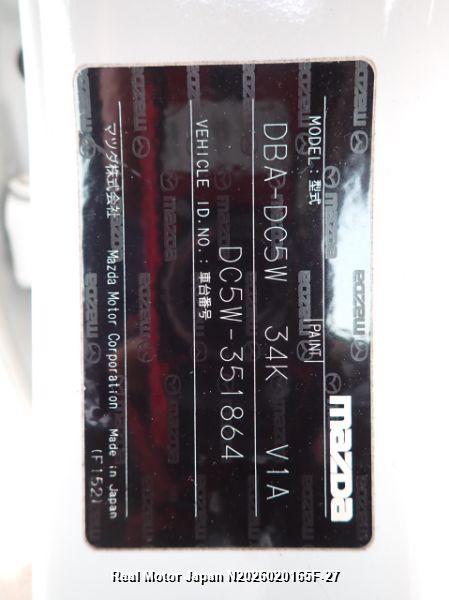 mazda
MODEL: 型式 PAINT
DBA-DC5W 34K V1A
VEHICLE ID.NO.: 車台番号
DC5W-351864
マツダ株式会社 Mazda Motor Corporation Made in Japan
(F152)
Real Motor Japan N2026020165F-27